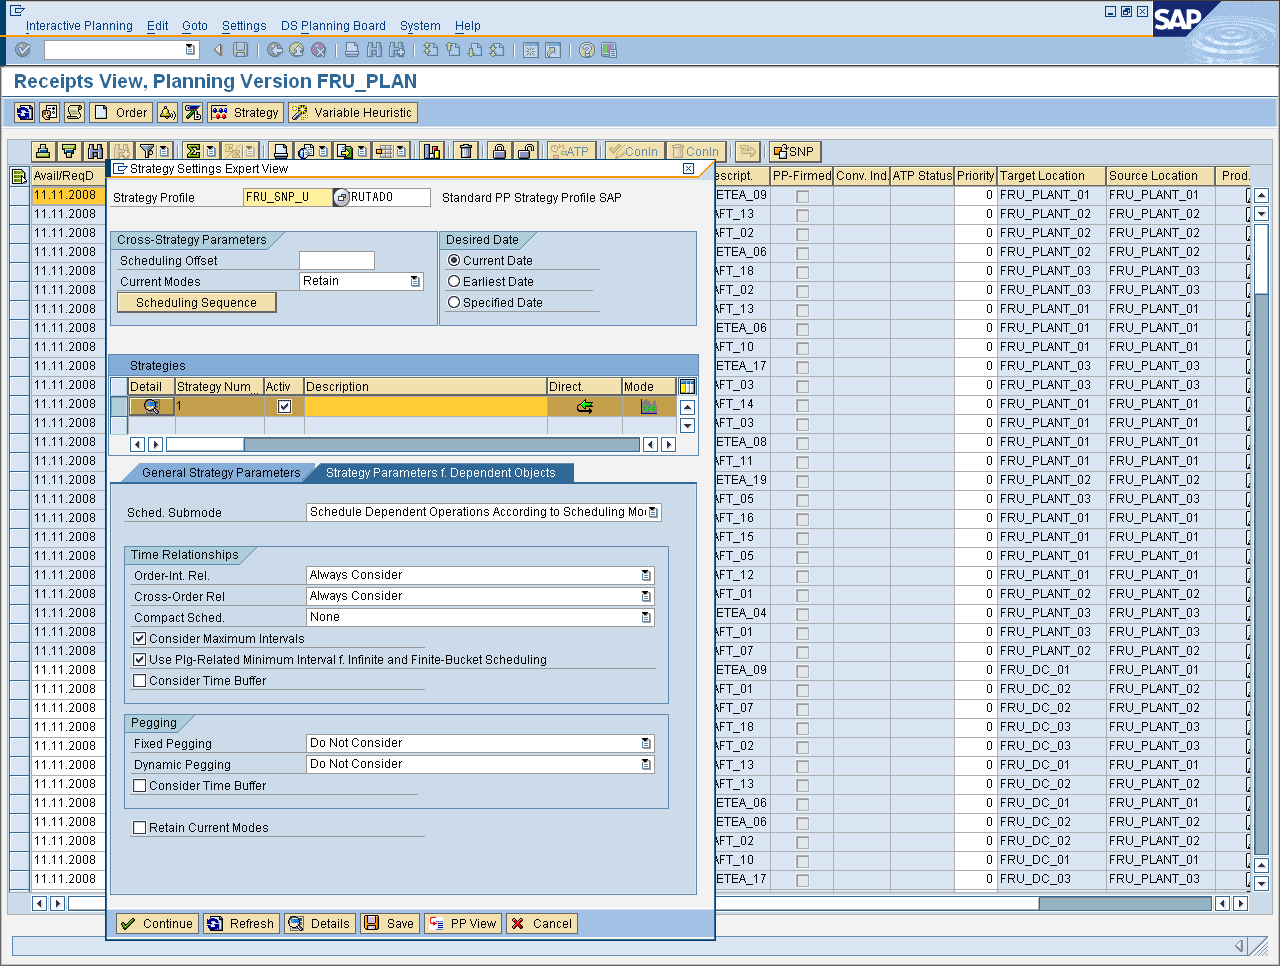 Interactive Planning Edit Goto Settings DS Planning Board System Help
SAP
Receipts View, Planning Version FRU_PLAN
Order Strategy Variable Heuristic
ATP ConIn ConIn SNP
Strategy Settings Expert View
Strategy Profile FRU_SNP_U RUTADO Standard PP Strategy Profile SAP
Cross-Strategy Parameters
Scheduling Offset
Current Modes Retain
Scheduling Sequence
Desired Date
Current Date
Earliest Date
Specified Date
Strategies
Detail Strategy Num... Activ Description Direct. Mode
1
General Strategy Parameters Strategy Parameters f. Dependent Objects
Sched. Submode Schedule Dependent Operations According to Scheduling Mo
Time Relationships
Order-Int. Rel. Always Consider
Cross-Order Rel Always Consider
Compact Sched. None
Consider Maximum Intervals
Use Plg-Related Minimum Interval f. Infinite and Finite-Bucket Scheduling
Consider Time Buffer
Pegging
Fixed Pegging Do Not Consider
Dynamic Pegging Do Not Consider
Consider Time Buffer
Retain Current Modes
Continue Refresh Details Save PP View Cancel
Avail/ReqD escript. PP-Firmed Conv. Ind. ATP Status Priority Target Location Source Location Prod.
11.11.2008 ETEA_09 0 FRU_PLANT_01 FRU_PLANT_01
11.11.2008 AFT_13 0 FRU_PLANT_02 FRU_PLANT_02
11.11.2008 AFT_02 0 FRU_PLANT_02 FRU_PLANT_02
11.11.2008 ETEA_06 0 FRU_PLANT_02 FRU_PLANT_02
11.11.2008 AFT_18 0 FRU_PLANT_03 FRU_PLANT_03
11.11.2008 AFT_02 0 FRU_PLANT_03 FRU_PLANT_03
11.11.2008 AFT_13 0 FRU_PLANT_01 FRU_PLANT_01
11.11.2008 ETEA_06 0 FRU_PLANT_01 FRU_PLANT_01
11.11.2008 AFT_10 0 FRU_PLANT_01 FRU_PLANT_01
11.11.2008 ETEA_17 0 FRU_PLANT_03 FRU_PLANT_03
11.11.2008 AFT_03 0 FRU_PLANT_02 FRU_PLANT_02
11.11.2008 AFT_14 0 FRU_PLANT_01 FRU_PLANT_01
11.11.2008 AFT_03 0 FRU_PLANT_01 FRU_PLANT_01
11.11.2008 ETEA_08 0 FRU_PLANT_01 FRU_PLANT_01
11.11.2008 AFT_11 0 FRU_PLANT_01 FRU_PLANT_01
11.11.2008 ETEA_19 0 FRU_PLANT_02 FRU_PLANT_02
11.11.2008 AFT_05 0 FRU_PLANT_03 FRU_PLANT_03
11.11.2008 AFT_16 0 FRU_PLANT_01 FRU_PLANT_01
11.11.2008 AFT_15 0 FRU_PLANT_01 FRU_PLANT_01
11.11.2008 AFT_05 0 FRU_PLANT_01 FRU_PLANT_01
11.11.2008 AFT_12 0 FRU_PLANT_01 FRU_PLANT_01
11.11.2008 AFT_01 0 FRU_PLANT_02 FRU_PLANT_02
11.11.2008 ETEA_04 0 FRU_PLANT_03 FRU_PLANT_03
11.11.2008 AFT_01 0 FRU_PLANT_03 FRU_PLANT_03
11.11.2008 AFT_07 0 FRU_PLANT_02 FRU_PLANT_02
11.11.2008 ETEA_09 0 FRU_DC_01 FRU_PLANT_01
11.11.2008 AFT_01 0 FRU_DC_02 FRU_PLANT_02
11.11.2008 AFT_07 0 FRU_DC_02 FRU_PLANT_02
11.11.2008 AFT_18 0 FRU_DC_03 FRU_PLANT_03
11.11.2008 AFT_02 0 FRU_DC_03 FRU_PLANT_03
11.11.2008 AFT_13 0 FRU_DC_01 FRU_PLANT_01
11.11.2008 AFT_13 0 FRU_DC_02 FRU_PLANT_02
11.11.2008 ETEA_06 0 FRU_DC_01 FRU_PLANT_01
11.11.2008 ETEA_06 0 FRU_DC_02 FRU_PLANT_02
11.11.2008 AFT_02 0 FRU_DC_02 FRU_PLANT_02
11.11.2008 AFT_10 0 FRU_DC_01 FRU_PLANT_01
11.11.2008 ETEA_17 0 FRU_DC_03 FRU_PLANT_03